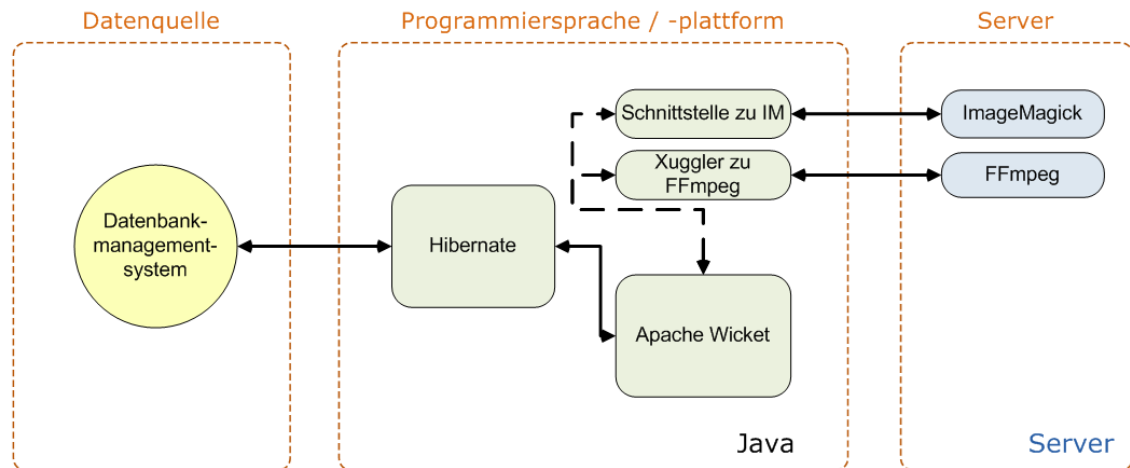 Datenquelle
Programmiersprache / -plattform
Server
Schnittstelle zu IM
ImageMagick
Xuggler zu
FFmpeg
FFmpeg
Datenbank-
management-
system
Hibernate
Apache Wicket
Java
Server